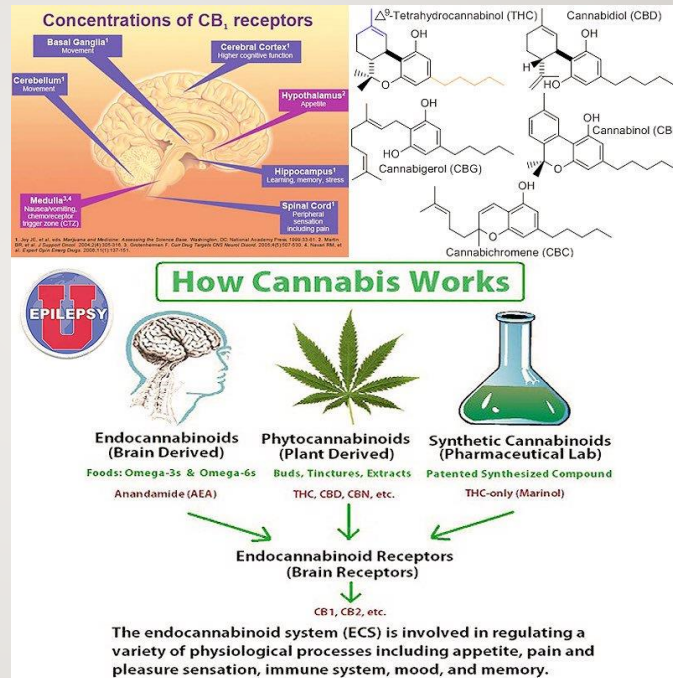 Concentrations of CB₁ receptors
Basal Ganglia¹
Movement
Cerebral Cortex¹
Higher cognitive function
Cerebellum¹
Movement
Hypothalamus²
Appetite
Hippocampus¹
Learning, memory, stress
Medulla³,⁴
Nausea/vomiting,
chemoreceptor
trigger zone (CTZ)
Spinal Cord¹
Peripheral
sensation
including pain
Δ⁹-Tetrahydrocannabinol (THC)
OH
O
Cannabidiol (CBD)
OH
H
HO
Cannabigerol (CBG)
OH
HO
Cannabinol (CB
OH
O
Cannabichromene (CBC)
OH
O
U
EPILEPSY
How Cannabis Works
Endocannabinoids
(Brain Derived)
Foods: Omega-3s & Omega-6s
Anandamide (AEA)
Phytocannabinoids
(Plant Derived)
Buds, Tinctures, Extracts
THC, CBD, CBN, etc.
Synthetic Cannabinoids
(Pharmaceutical Lab)
Patented Synthesized Compound
THC-only (Marinol)
Endocannabinoid Receptors
(Brain Receptors)
CB1, CB2, etc.
The endocannabinoid system (ECS) is involved in regulating a
variety of physiological processes including appetite, pain and
pleasure sensation, immune system, mood, and memory.